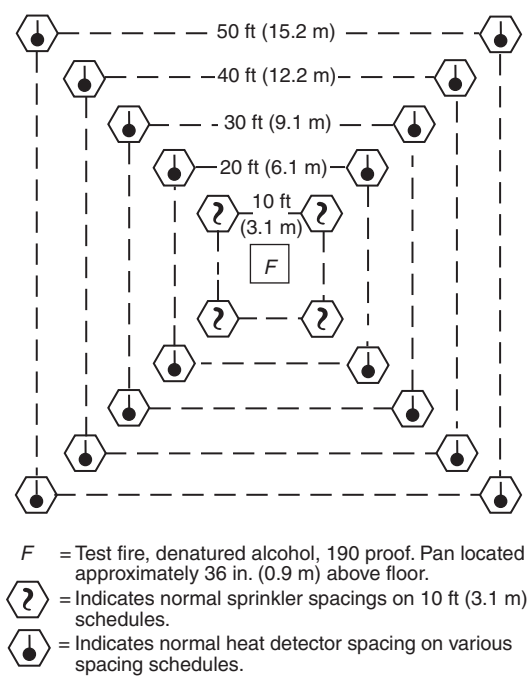 50 ft (15.2 m)
40 ft (12.2 m)
30 ft (9.1 m)
20 ft (6.1 m)
10 ft
(3.1 m)
F
F = Test fire, denatured alcohol, 190 proof. Pan located
approximately 36 in. (0.9 m) above floor.
= Indicates normal sprinkler spacings on 10 ft (3.1 m)
schedules.
= Indicates normal heat detector spacing on various
spacing schedules.